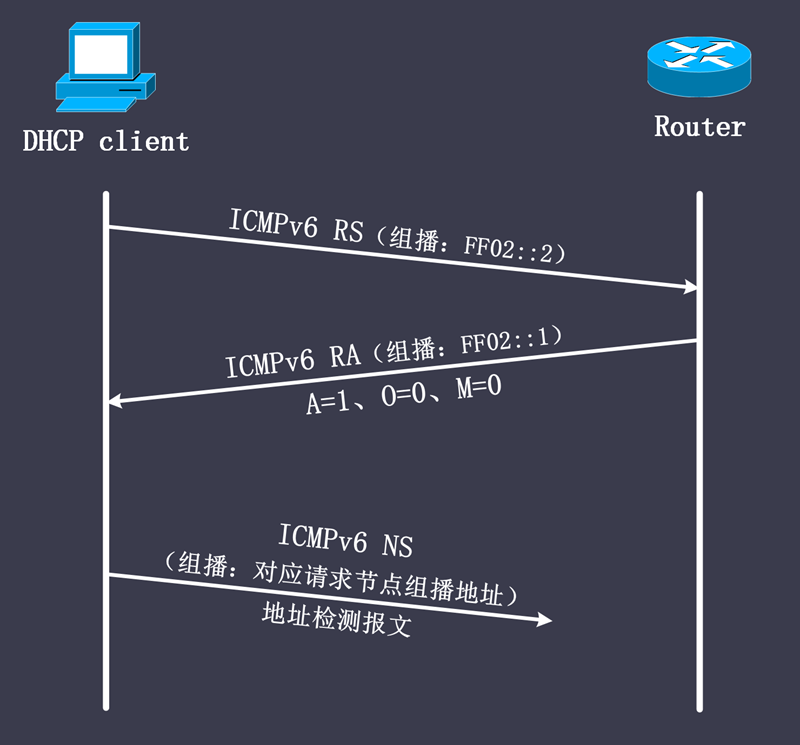 DHCP client
Router
ICMPv6 RS（组播：FF02::2）
ICMPv6 RA（组播：FF02::1）
A=1、O=0、M=0
ICMPv6 NS
（组播：对应请求节点组播地址）
地址检测报文